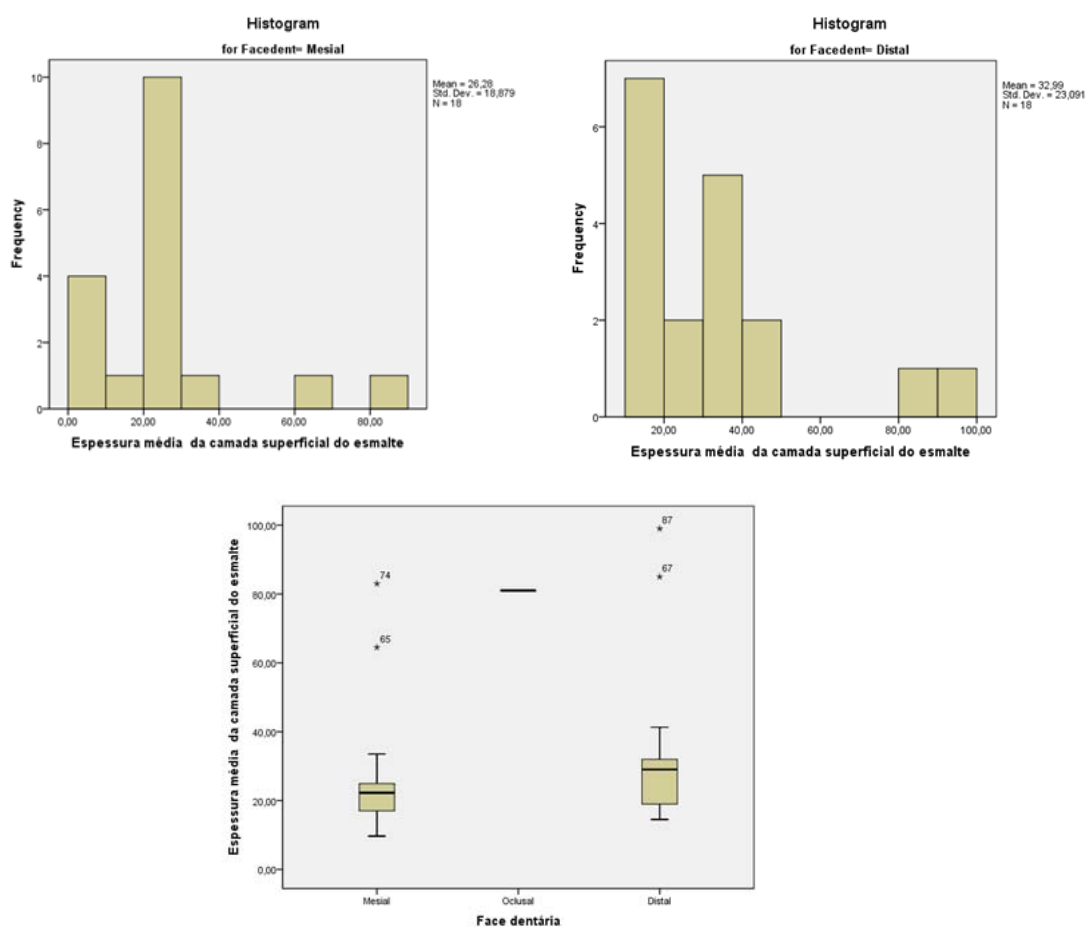 Histogram
for Facedent= Mesial
Mean = 26,28
Std. Dev. = 18,879
N = 18
10
8
6
4
2
0
Frequency
0,00 20,00 40,00 60,00 80,00
Espessura média da camada superficial do esmalte
Histogram
for Facedent= Distal
Mean = 32,99
Std. Dev. = 23,091
N = 18
6
4
2
0
Frequency
20,00 40,00 60,00 80,00 100,00
Espessura média da camada superficial do esmalte
100,00
80,00
60,00
40,00
20,00
0,00
Espessura média da camada superficial do esmalte
74
65
87
67
Mesial Oclusal Distal
Face dentária